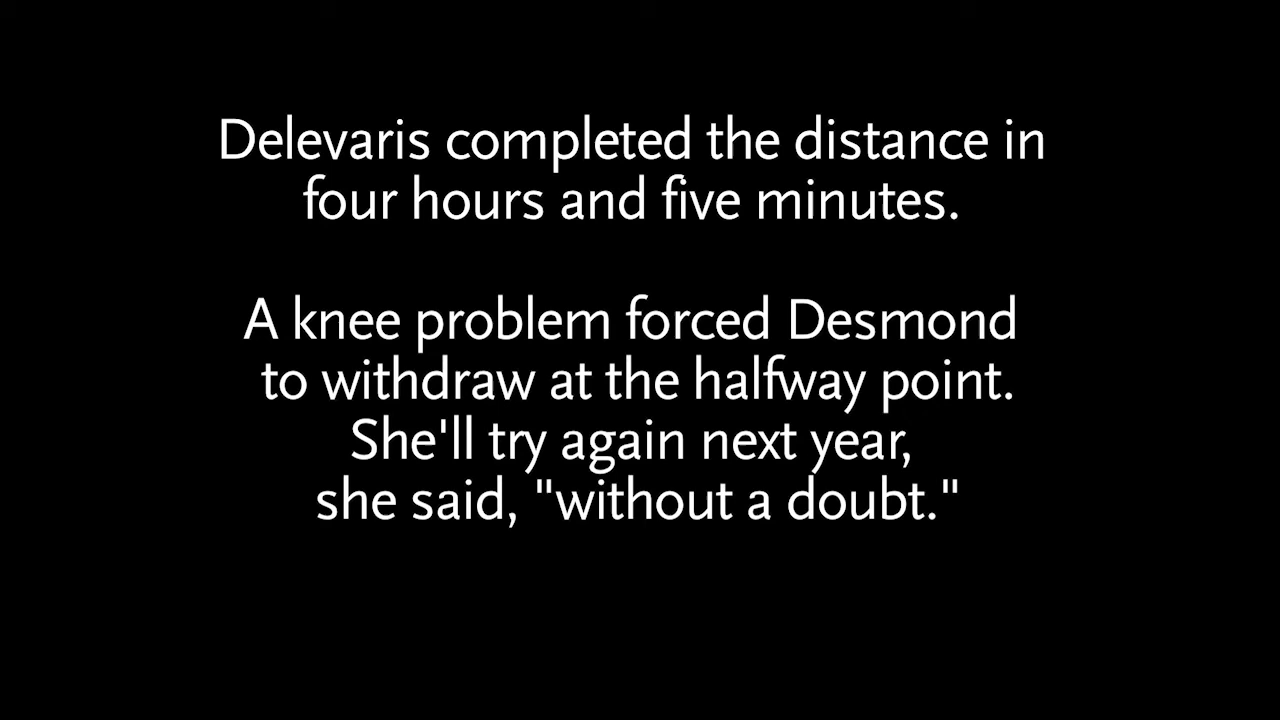 Delevaris completed the distance in
four hours and five minutes.
A knee problem forced Desmond
to withdraw at the halfway point.
She'll try again next year,
she said, "without a doubt."